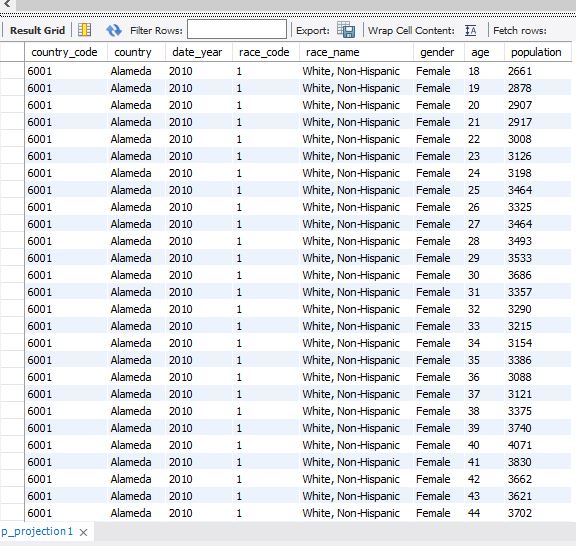 Result Grid Filter Rows: Export: Wrap Cell Content: IA Fetch rows:
country_code country date_year race_code race_name gender age population
6001 Alameda 2010 1 White, Non-Hispanic Female 18 2661
6001 Alameda 2010 1 White, Non-Hispanic Female 19 2878
6001 Alameda 2010 1 White, Non-Hispanic Female 20 2907
6001 Alameda 2010 1 White, Non-Hispanic Female 21 2917
6001 Alameda 2010 1 White, Non-Hispanic Female 22 3008
6001 Alameda 2010 1 White, Non-Hispanic Female 23 3126
6001 Alameda 2010 1 White, Non-Hispanic Female 24 3198
6001 Alameda 2010 1 White, Non-Hispanic Female 25 3464
6001 Alameda 2010 1 White, Non-Hispanic Female 26 3325
6001 Alameda 2010 1 White, Non-Hispanic Female 27 3464
6001 Alameda 2010 1 White, Non-Hispanic Female 28 3493
6001 Alameda 2010 1 White, Non-Hispanic Female 29 3533
6001 Alameda 2010 1 White, Non-Hispanic Female 30 3686
6001 Alameda 2010 1 White, Non-Hispanic Female 31 3357
6001 Alameda 2010 1 White, Non-Hispanic Female 32 3290
6001 Alameda 2010 1 White, Non-Hispanic Female 33 3215
6001 Alameda 2010 1 White, Non-Hispanic Female 34 3154
6001 Alameda 2010 1 White, Non-Hispanic Female 35 3386
6001 Alameda 2010 1 White, Non-Hispanic Female 36 3088
6001 Alameda 2010 1 White, Non-Hispanic Female 37 3121
6001 Alameda 2010 1 White, Non-Hispanic Female 38 3375
6001 Alameda 2010 1 White, Non-Hispanic Female 39 3740
6001 Alameda 2010 1 White, Non-Hispanic Female 40 4071
6001 Alameda 2010 1 White, Non-Hispanic Female 41 3830
6001 Alameda 2010 1 White, Non-Hispanic Female 42 3662
6001 Alameda 2010 1 White, Non-Hispanic Female 43 3621
6001 Alameda 2010 1 White, Non-Hispanic Female 44 3702
p_projection1